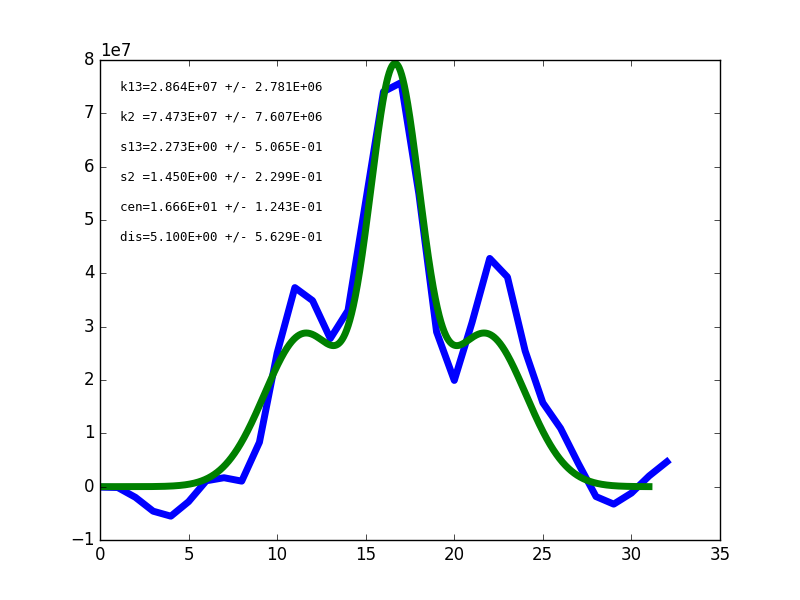 1e7
8
k13=2.864E+07 +/- 2.781E+06
7
k2 =7.473E+07 +/- 7.607E+06
s13=2.273E+00 +/- 5.065E-01
6
s2 =1.450E+00 +/- 2.299E-01
cen=1.666E+01 +/- 1.243E-01
5
dis=5.100E+00 +/- 5.629E-01
4
3
2
1
0
−1
0 5 10 15 20 25 30 35